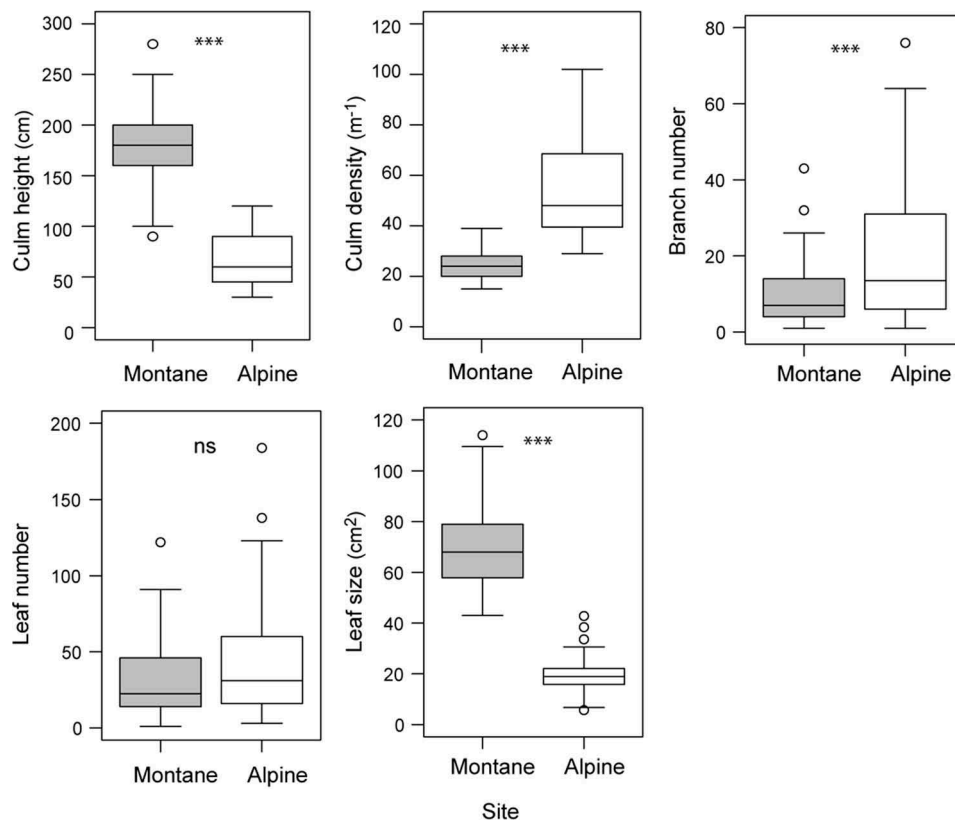 Culm height (cm)
300
250
200
150
100
50
0
***
Montane Alpine
Culm density (m⁻¹)
120
100
80
60
40
20
0
***
Montane Alpine
Branch number
80
60
40
20
0
***
Montane Alpine
Leaf number
200
150
100
50
0
ns
Montane Alpine
Leaf size (cm²)
120
100
80
60
40
20
0
***
Montane Alpine
Site